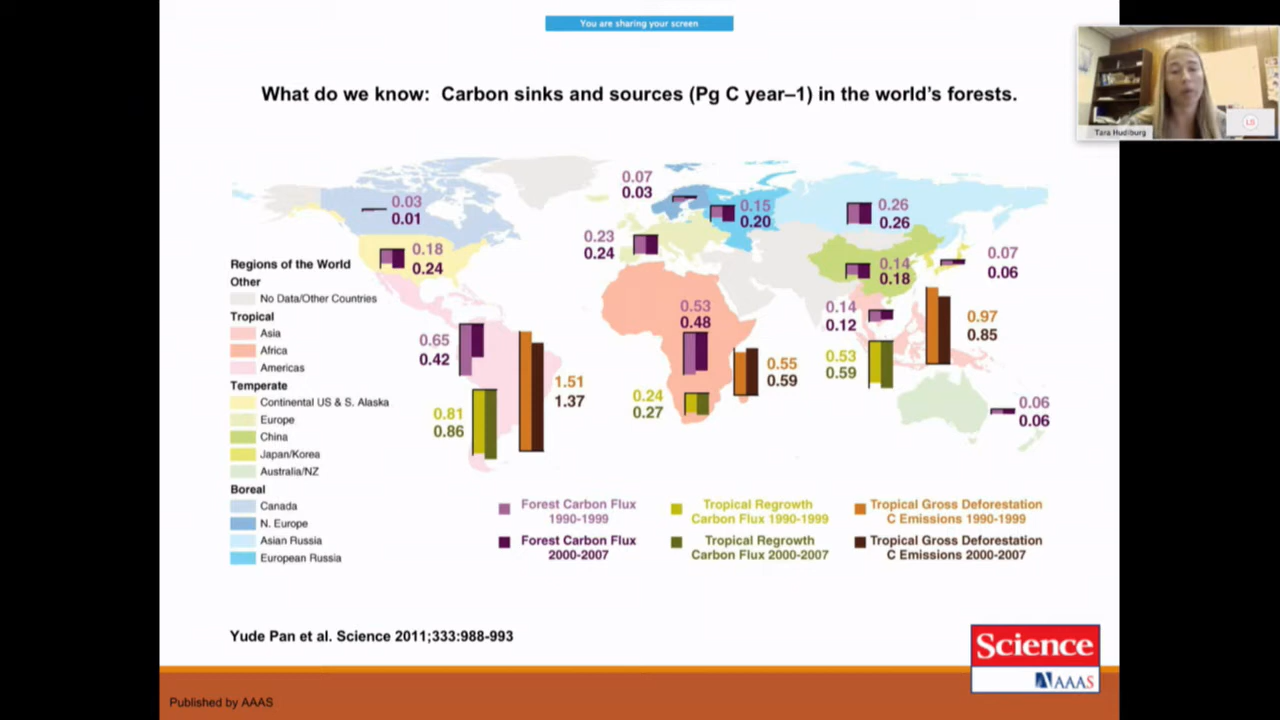 You are sharing your screen
What do we know: Carbon sinks and sources (Pg C year–1) in the world's forests.
Tara Hudiburg
LS
0.07
0.03
0.03
0.01
0.15
0.20
0.26
0.26
0.18
0.24
0.23
0.24
0.14
0.18
0.07
0.06
Regions of the World
Other
No Data/Other Countries
Tropical
Asia
Africa
Americas
Temperate
Continental US & S. Alaska
Europe
China
Japan/Korea
Australia/NZ
Boreal
Canada
N. Europe
Asian Russia
European Russia
0.53
0.48
0.14
0.12
0.97
0.85
0.65
0.42
0.53
0.59
0.55
0.59
1.51
1.37
0.24
0.27
0.81
0.86
0.06
0.06
Forest Carbon Flux
1990-1999
Tropical Regrowth
Carbon Flux 1990-1999
Tropical Gross Deforestation
C Emissions 1990-1999
Forest Carbon Flux
2000-2007
Tropical Regrowth
Carbon Flux 2000-2007
Tropical Gross Deforestation
C Emissions 2000-2007
Yude Pan et al. Science 2011;333:988-993
Science
AAAS
Published by AAAS